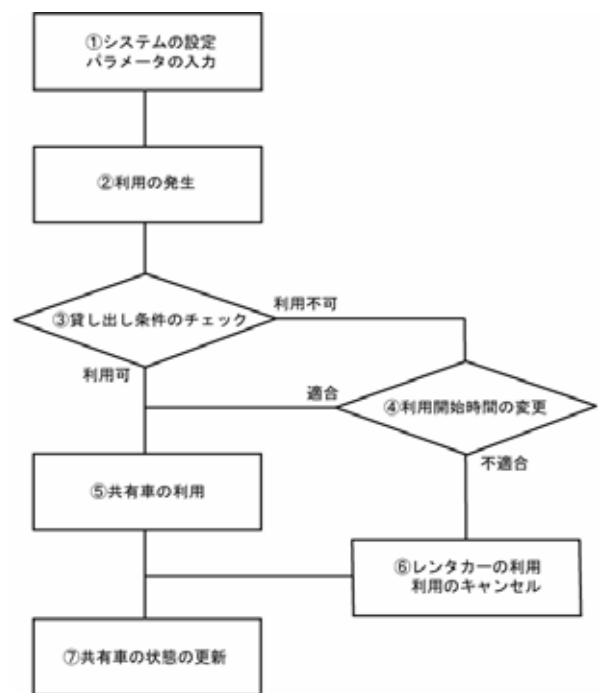 ①システムの設定
パラメータの入力
②利用の発生
③貸し出し条件のチェック
利用不可
利用可
適合
④利用開始時間の変更
不適合
⑤共有車の利用
⑥レンタカーの利用
利用のキャンセル
⑦共有車の状態の更新